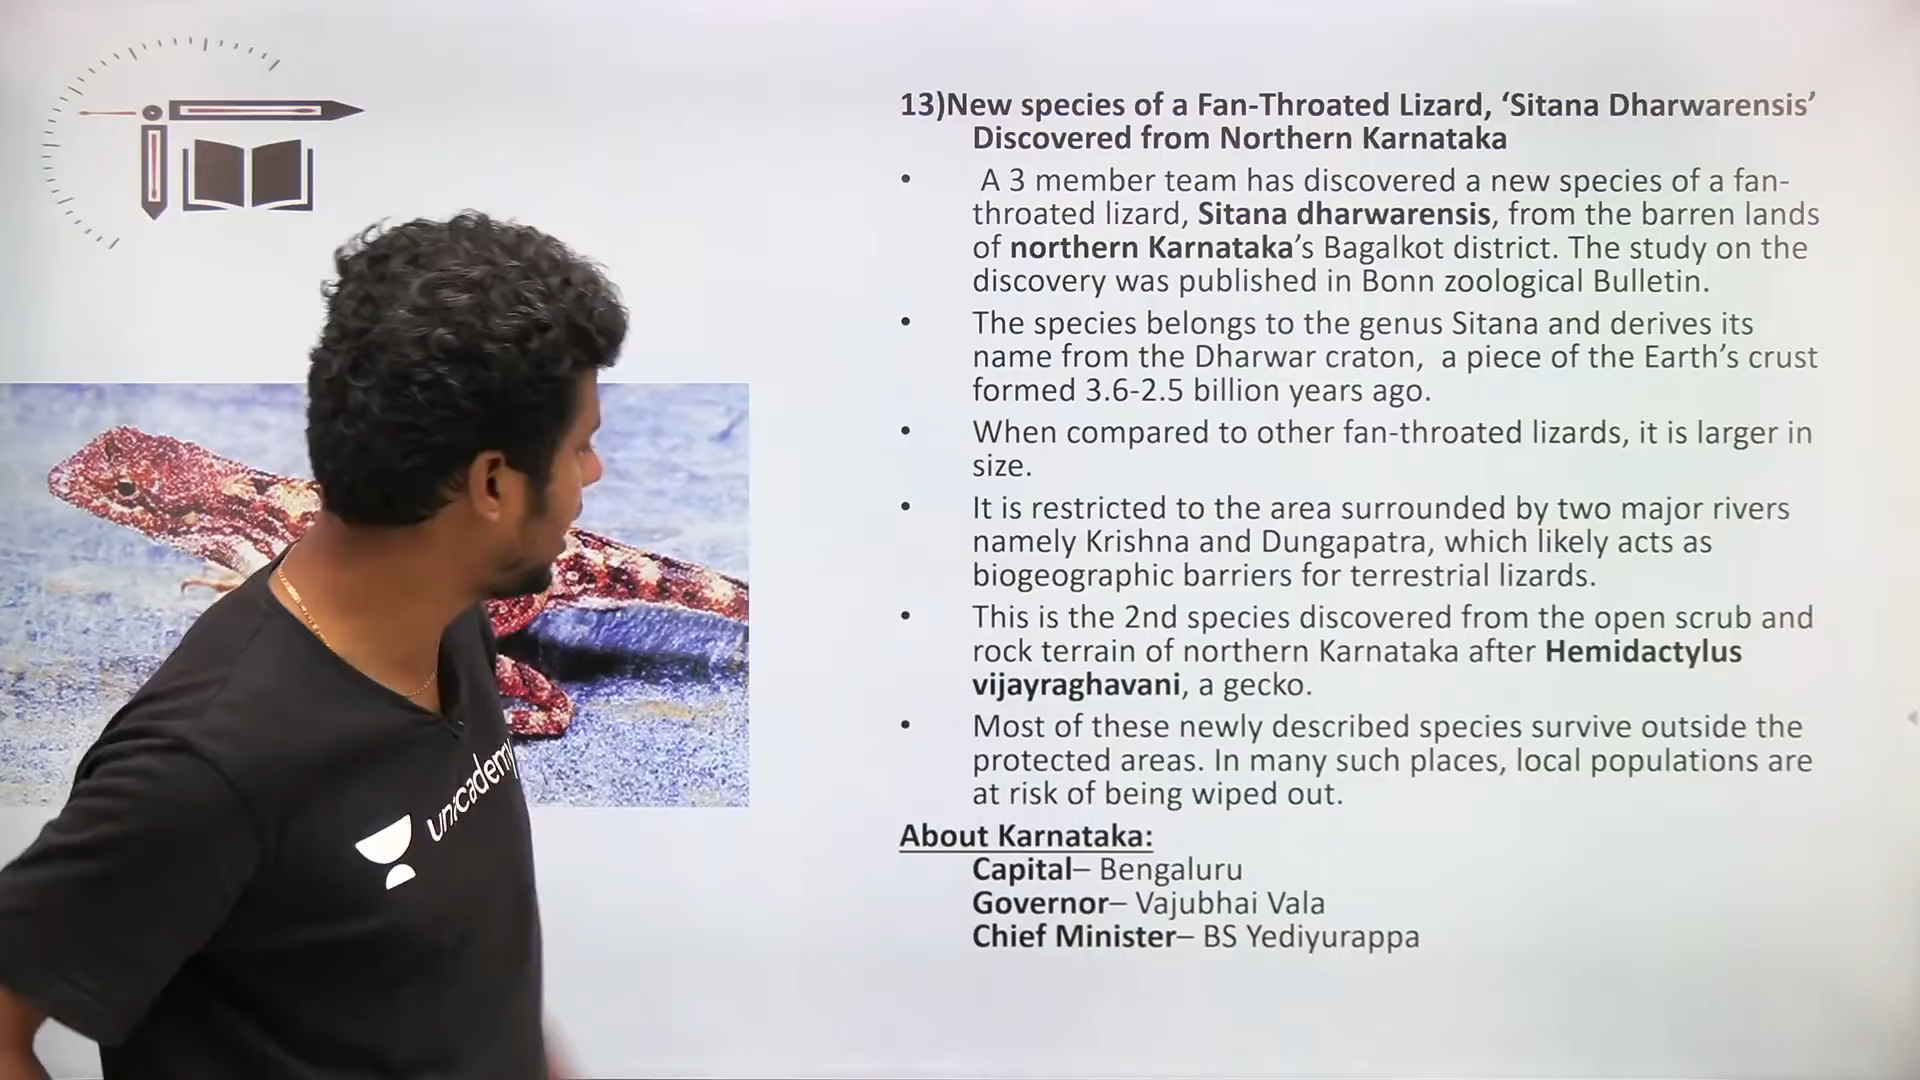 13)New species of a Fan-Throated Lizard, ‘Sitana Dharwarensis’
Discovered from Northern Karnataka
• A 3 member team has discovered a new species of a fan-
throated lizard, Sitana dharwarensis, from the barren lands
of northern Karnataka’s Bagalkot district. The study on the
discovery was published in Bonn zoological Bulletin.
• The species belongs to the genus Sitana and derives its
name from the Dharwar craton, a piece of the Earth’s crust
formed 3.6-2.5 billion years ago.
• When compared to other fan-throated lizards, it is larger in
size.
• It is restricted to the area surrounded by two major rivers
namely Krishna and Dungapatra, which likely acts as
biogeographic barriers for terrestrial lizards.
• This is the 2nd species discovered from the open scrub and
rock terrain of northern Karnataka after Hemidactylus
vijayraghavani, a gecko.
• Most of these newly described species survive outside the
protected areas. In many such places, local populations are
at risk of being wiped out.
About Karnataka:
Capital– Bengaluru
Governor– Vajubhai Vala
Chief Minister– BS Yediyurappa
unacademy